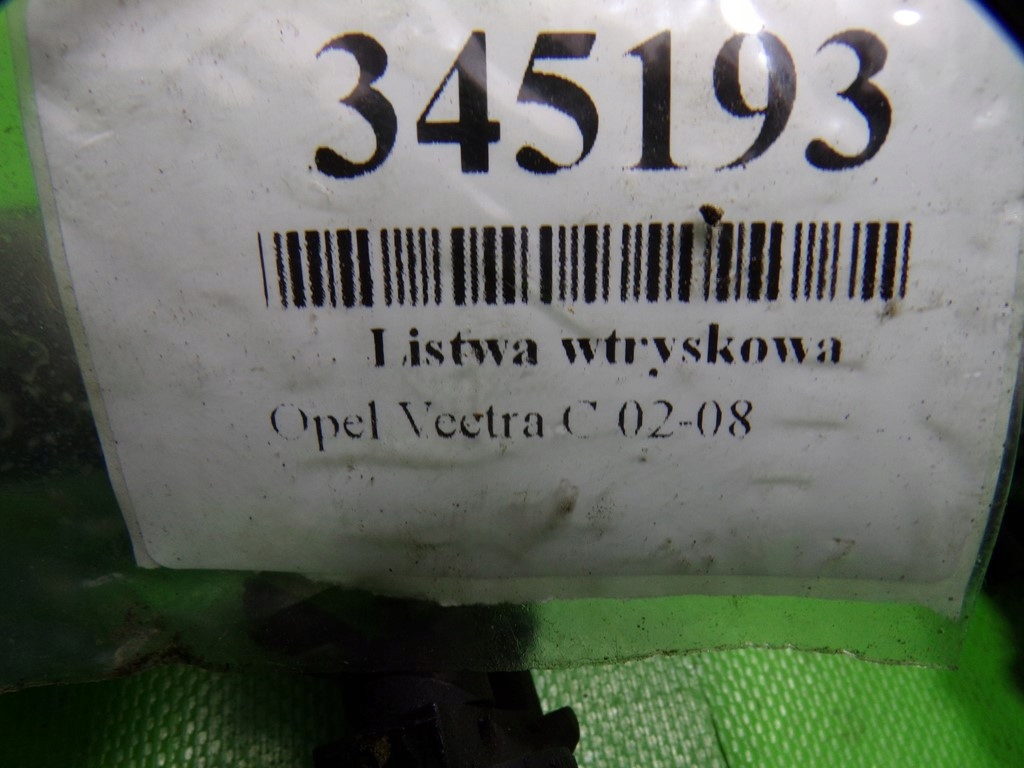 345193
Listwa wtryskowa
Opel Vectra C 02-08